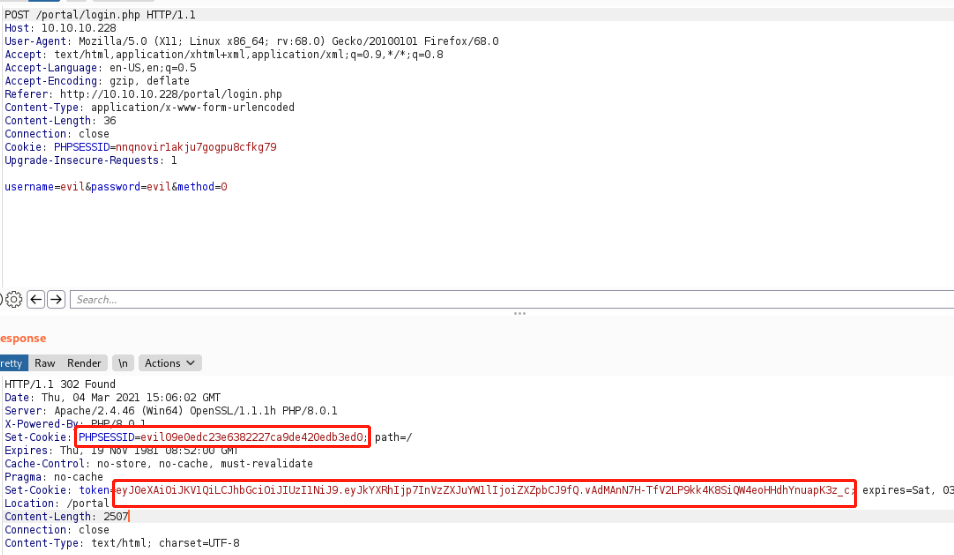 POST /portal/login.php HTTP/1.1
Host: 10.10.10.228
User-Agent: Mozilla/5.0 (X11; Linux x86_64; rv:68.0) Gecko/20100101 Firefox/68.0
Accept: text/html,application/xhtml+xml,application/xml;q=0.9,*/*;q=0.8
Accept-Language: en-US,en;q=0.5
Accept-Encoding: gzip, deflate
Referer: http://10.10.10.228/portal/login.php
Content-Type: application/x-www-form-urlencoded
Content-Length: 36
Connection: close
Cookie: PHPSESSID=nnqnovir1akju7gogpu8cfkg79
Upgrade-Insecure-Requests: 1
username=evil&password=evil&method=0
Search...
esponse
retty Raw Render \n Actions
HTTP/1.1 302 Found
Date: Thu, 04 Mar 2021 15:06:02 GMT
Server: Apache/2.4.46 (Win64) OpenSSL/1.1.1h PHP/8.0.1
X-Powered-By: PHP/8.0.1
Set-Cookie: PHPSESSID=evil09e0edc23e6382227ca9de420edb3ed0; path=/
Expires: Thu, 19 Nov 1981 08:52:00 GMT
Cache-Control: no-store, no-cache, must-revalidate
Pragma: no-cache
Set-Cookie: token=eyJ0eXAiOiJKV1QiLCJhbGciOiJIUzI1NiJ9.eyJkYXRhIjp7InVzZXJuYW1lIjoiZXZpbCJ9fQ.vAdMAnN7H-TfV2LP9kk4K8SiQW4eoHHdhYnuapK3z_c; expires=Sat, 03
Location: /portal
Content-Length: 2507
Connection: close
Content-Type: text/html; charset=UTF-8